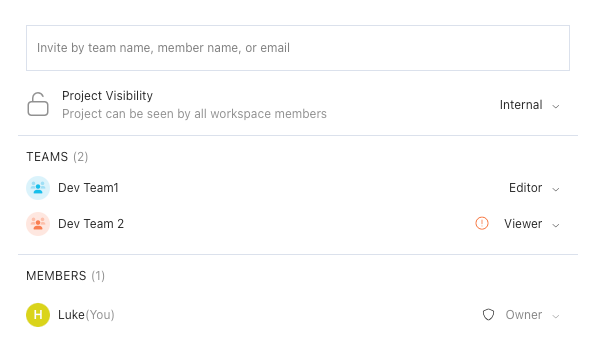 Invite by team name, member name, or email
Project Visibility
Project can be seen by all workspace members
Internal
TEAMS (2)
Dev Team1
Editor
Dev Team 2
Viewer
MEMBERS (1)
H
Luke(You)
Owner